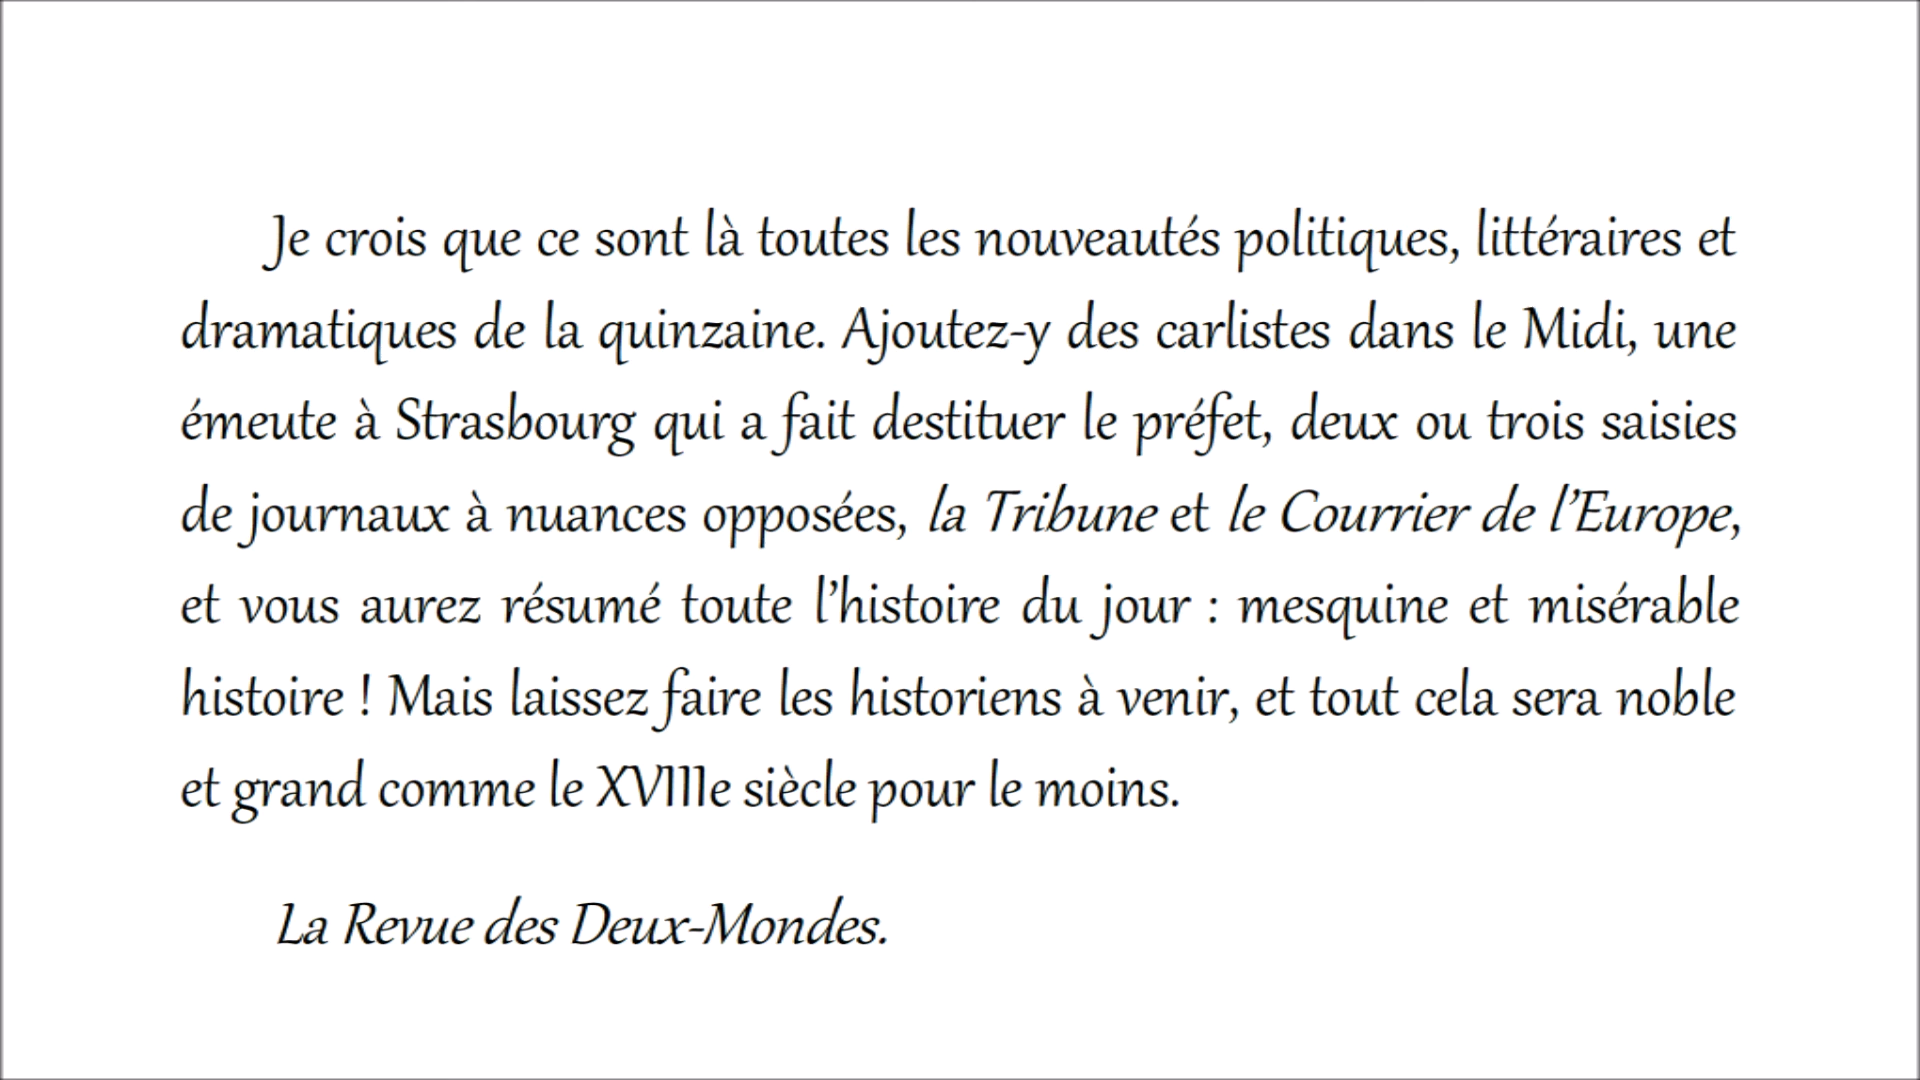 Je crois que ce sont là toutes les nouveautés politiques, littéraires et
dramatiques de la quinzaine. Ajoutez-y des carlistes dans le Midi, une
émeute à Strasbourg qui a fait destituer le préfet, deux ou trois saisies
de journaux à nuances opposées, la Tribune et le Courrier de l’Europe,
et vous aurez résumé toute l’histoire du jour : mesquine et misérable
histoire ! Mais laissez faire les historiens à venir, et tout cela sera noble
et grand comme le XVIIIe siècle pour le moins.
La Revue des Deux-Mondes.